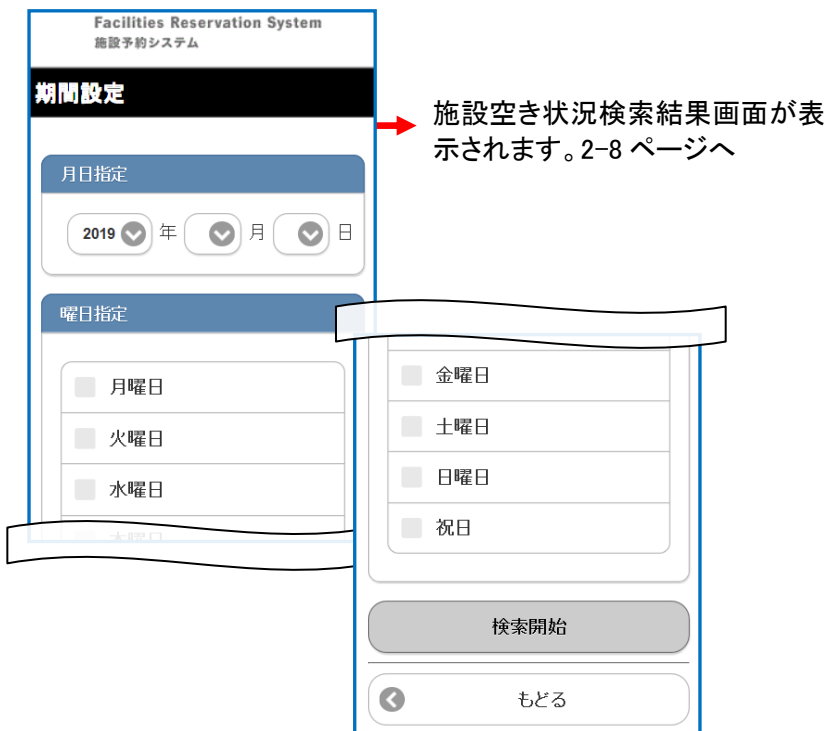 Facilities Reservation System
施設予約システム
期間設定
施設空き状況検索結果画面が表
示されます。2-8 ページへ
月日指定
2019 年 月 日
曜日指定
月曜日
火曜日
水曜日
木曜日
金曜日
土曜日
日曜日
祝日
検索開始
もどる